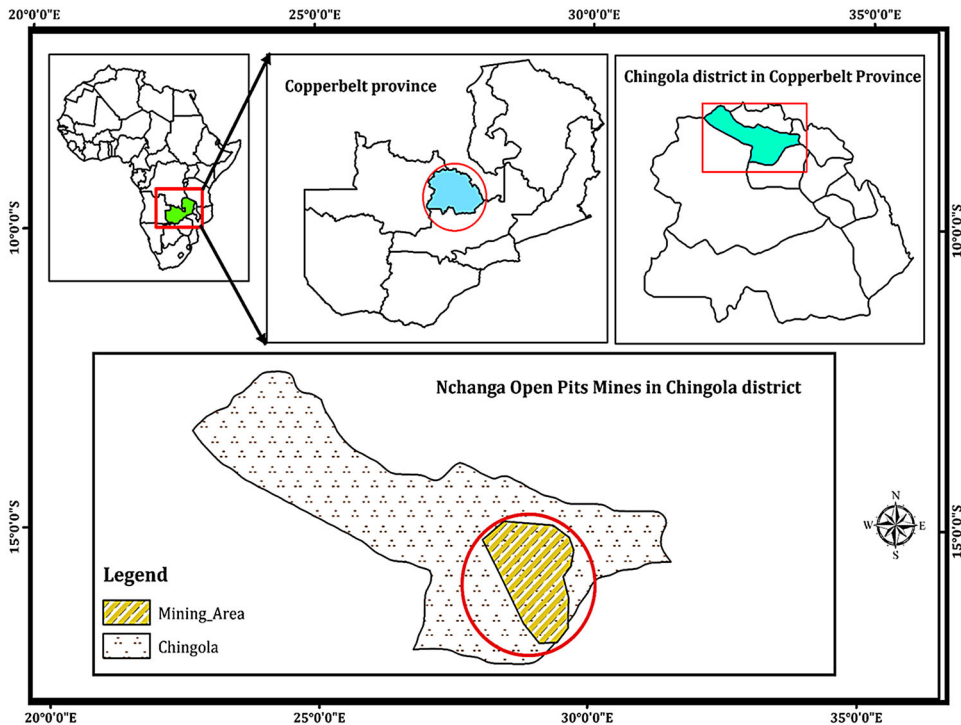 20°0'0"E 25°0'0"E 30°0'0"E 35°0'0"E
Copperbelt province
Chingola district in Copperbelt Province
10°0'0"S
10°0'0"S
Nchanga Open Pits Mines in Chingola district
15°0'0"S
15°0'0"S
N
W E
S
Legend
Mining_Area
Chingola
20°0'0"E 25°0'0"E 30°0'0"E 35°0'0"E